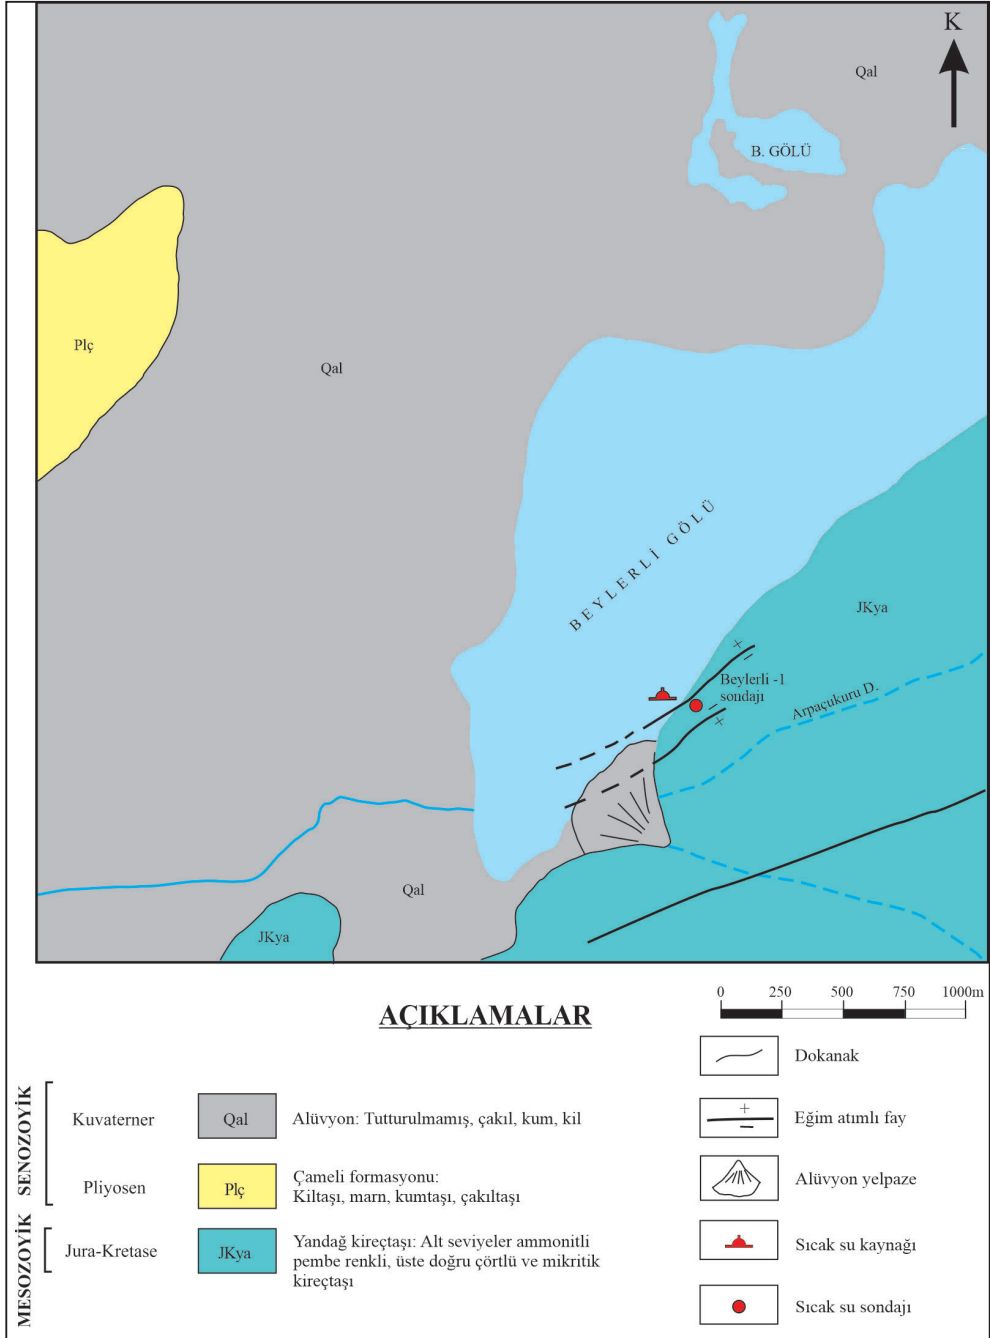 K
Qal
B. GÖLÜ
Plç
Qal
BEYLERLİ GÖLÜ
JKya
+
−
Beylerli -1
sondajı
−
+
Arpaçukuru D.
Qal
JKya
0 250 500 750 1000m
AÇIKLAMALAR
Dokanak
SENOZOYİK
Kuvaterner
Qal
Alüvyon: Tutturulmamış, çakıl, kum, kil
+
−
Eğim atımlı fay
Pliyosen
Plç
Çameli formasyonu:
Kiltaşı, marn, kumtaşı, çakıltaşı
Alüvyon yelpaze
MESOZOYİK
Jura-Kretase
JKya
Yandağ kireçtaşı: Alt seviyeler ammonitli
pembe renkli, üste doğru çörtlü ve mikritik
kireçtaşı
Sıcak su kaynağı
Sıcak su sondajı